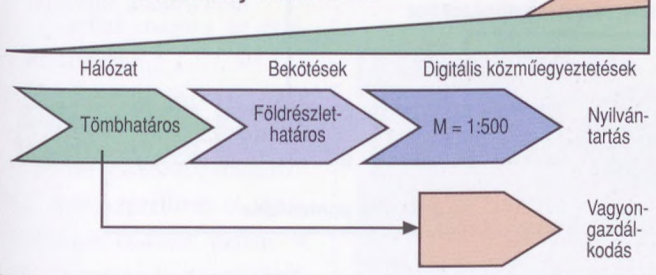 Hálózat Bekötések Digitális közműegyeztetések
Tömbhatáros
Földrészlet-
határos
M = 1:500
Nyilván-
tartás
Vagyon-
gazdál-
kodás